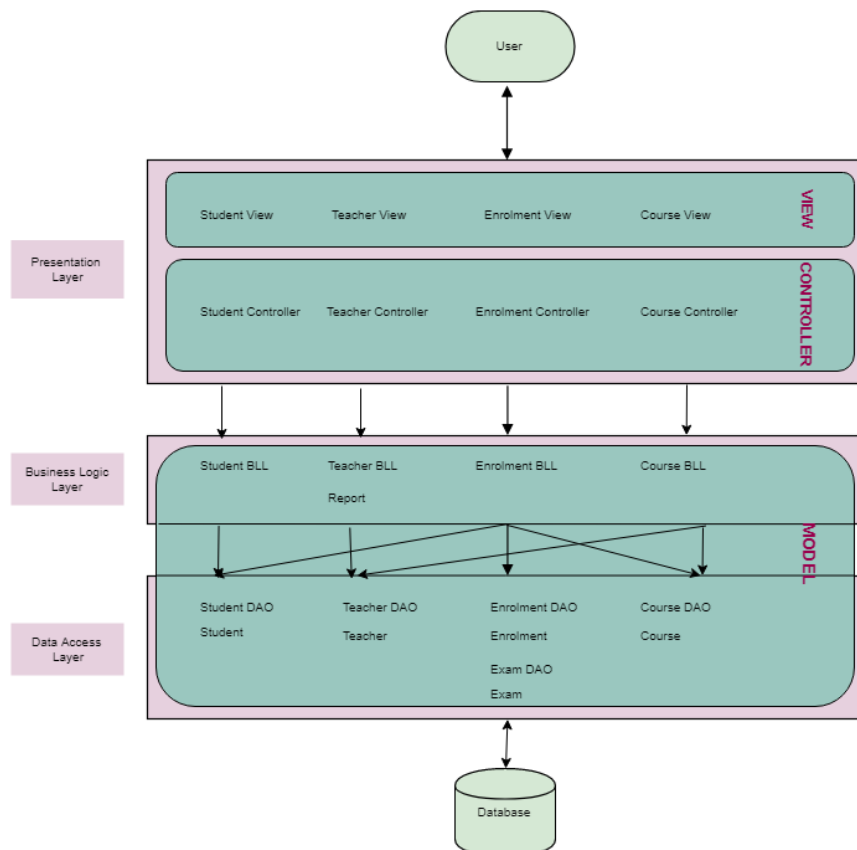 User
Student View
Teacher View
Enrolment View
Course View
VIEW
Presentation
Layer
Student Controller
Teacher Controller
Enrolment Controller
Course Controller
CONTROLLER
Business Logic
Layer
Student BLL
Teacher BLL
Enrolment BLL
Course BLL
Report
MODEL
Data Access
Layer
Student DAO
Teacher DAO
Enrolment DAO
Course DAO
Student
Teacher
Enrolment
Course
Exam DAO
Exam
Database